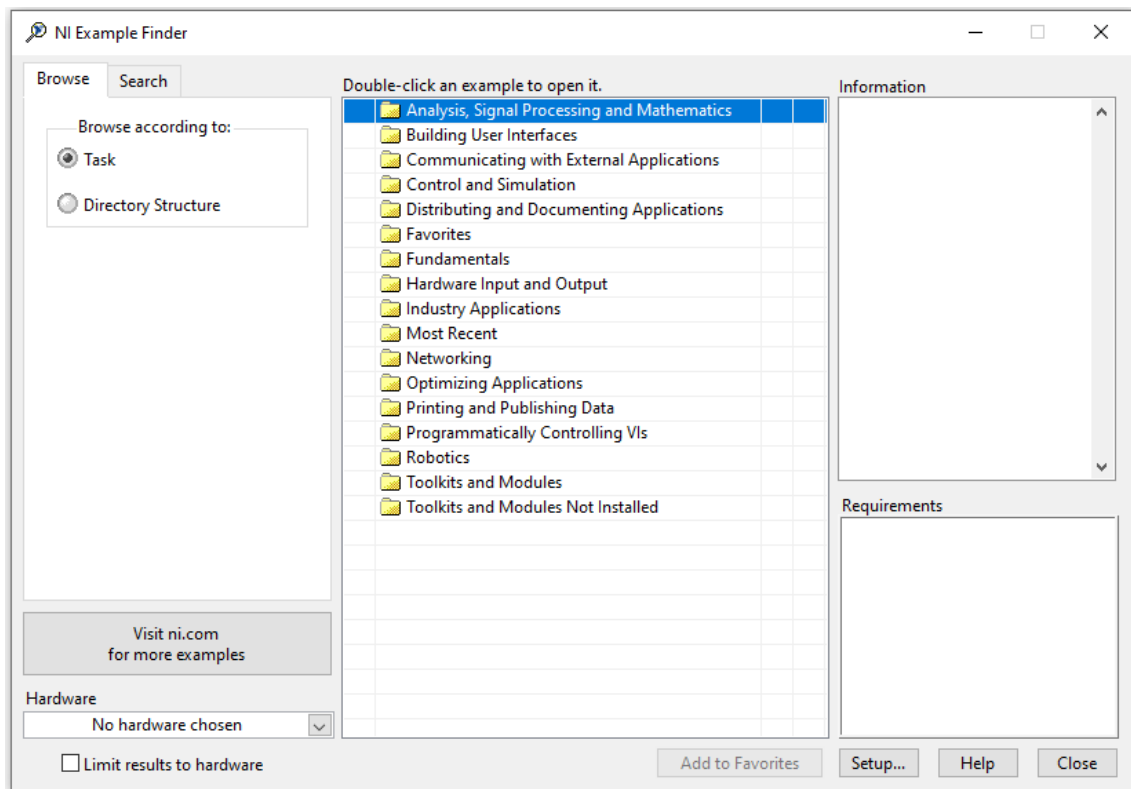 NI Example Finder
Browse
Search
Browse according to:
Task
Directory Structure
Visit ni.com
for more examples
Hardware
No hardware chosen
Limit results to hardware
Double-click an example to open it.
Analysis, Signal Processing and Mathematics
Building User Interfaces
Communicating with External Applications
Control and Simulation
Distributing and Documenting Applications
Favorites
Fundamentals
Hardware Input and Output
Industry Applications
Most Recent
Networking
Optimizing Applications
Printing and Publishing Data
Programmatically Controlling VIs
Robotics
Toolkits and Modules
Toolkits and Modules Not Installed
Information
Requirements
Add to Favorites
Setup...
Help
Close